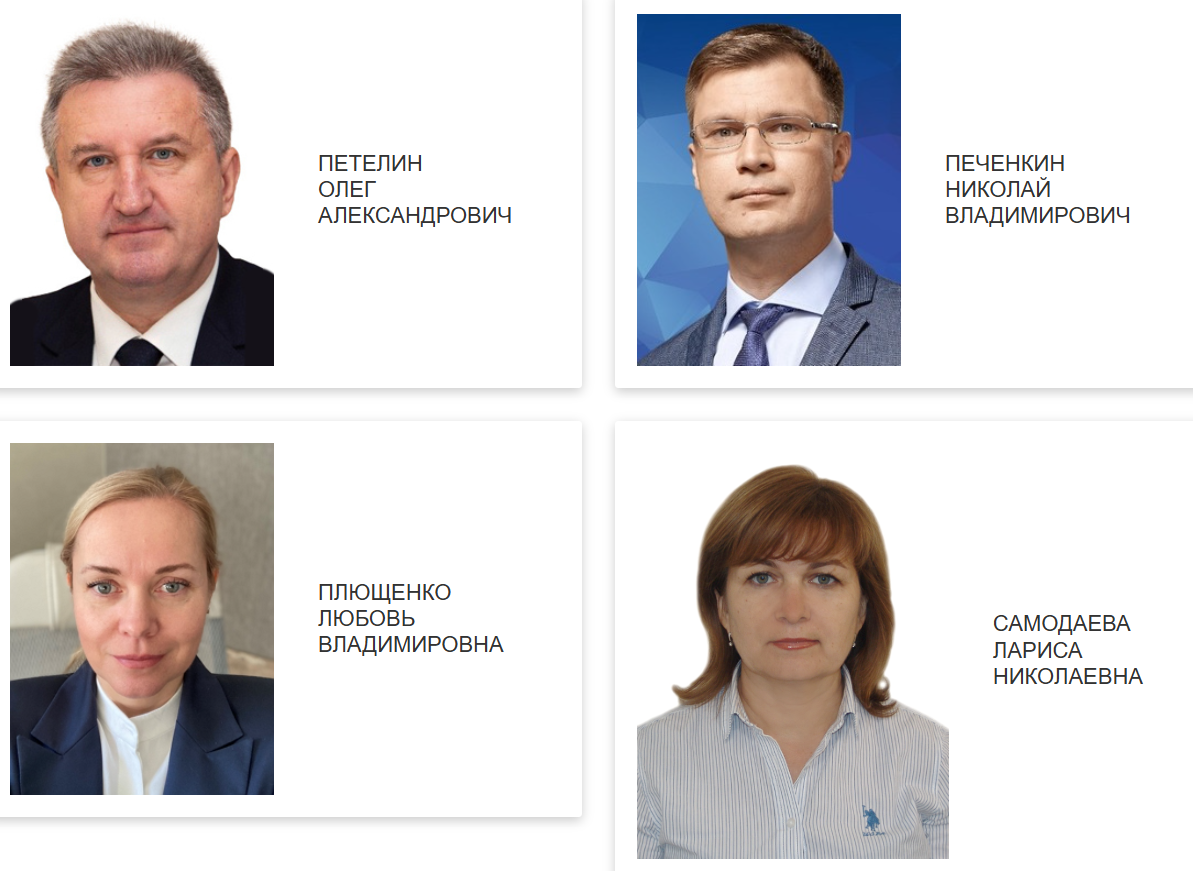 ПЕТЕЛИН
ОЛЕГ
АЛЕКСАНДРОВИЧ
ПЕЧЕНКИН
НИКОЛАЙ
ВЛАДИМИРОВИЧ
ПЛЮЩЕНКО
ЛЮБОВЬ
ВЛАДИМИРОВНА
САМОДАЕВА
ЛАРИСА
НИКОЛАЕВНА